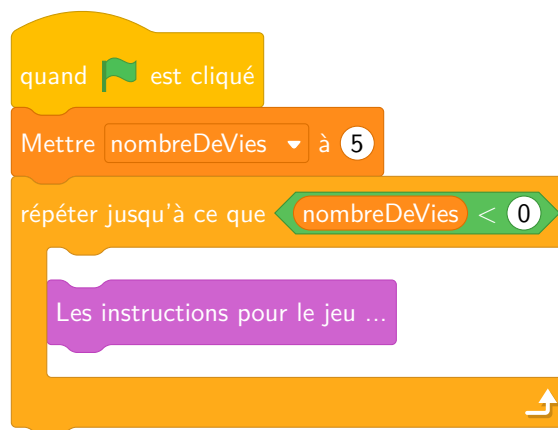 quand est cliqué
Mettre nombreDeVies à 5
répéter jusqu'à ce que nombreDeVies < 0
Les instructions pour le jeu ...